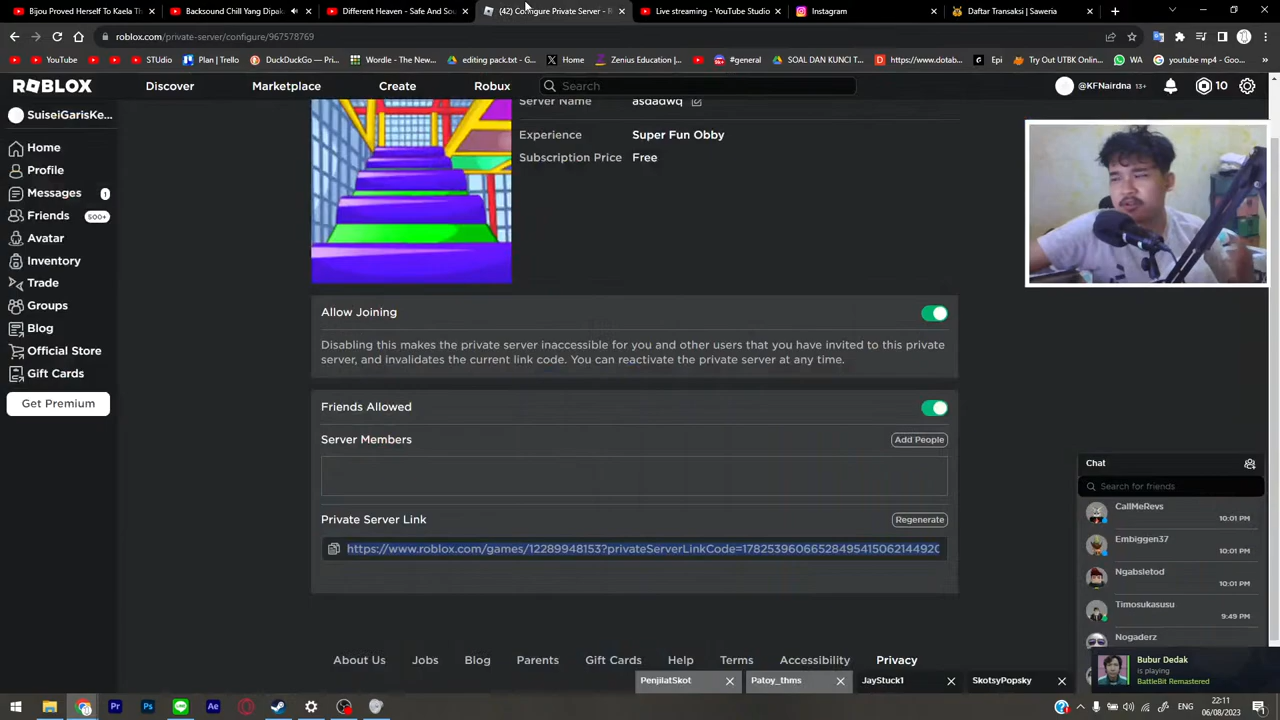 Bijou Proved Herself To Kaela Th
Backsound Chill Yang Dipak
Different Heaven - Safe And Sou
(42) Configure Private Server - R
Live streaming - YouTube Studio
Instagram
Daftar Transaksi | Saweria
roblox.com/private-server/configure/967578769
YouTube
STUDIO
Plan | Trello
DuckDuckGo — Pri...
Wordle - The New...
editing pack.txt - G...
Home
Zenius Education |...
#general
SOAL DAN KUNCI T...
https://www.dotab...
Try Out UTBK Onlin...
Epi
WA
youtube mp4 - Goo...
ROBLOX
Discover
Marketplace
Create
Robux
Search
@KFNairdna 13+
10
SuiseiGarisKe...
Home
Profile
Messages 1
Friends 500+
Avatar
Inventory
Trade
Groups
Blog
Official Store
Gift Cards
Get Premium
Server Name asdadwq
Experience Super Fun Obby
Subscription Price Free
Allow Joining
Disabling this makes the private server inaccessible for you and other users that you have invited to this private
server, and invalidates the current link code. You can reactivate the private server at any time.
Friends Allowed
Server Members
Add People
Private Server Link
Regenerate
https://www.roblox.com/games/12289948153?privateServerLinkCode=1782539606652849541506214492
About Us
Jobs
Blog
Parents
Gift Cards
Help
Terms
Accessibility
Privacy
Chat
Search for friends
CallMeRevs
10:01 PM
Embiggen37
10:01 PM
Ngabsletod
10:01 PM
Timosukasusu
9:49 PM
Nogaderz
Bubur Dedak
is playing
BattleBit Remastered
PenjilatSkot
Patoy_thms
JayStuck1
SkotsyPopsky
22:11
06/08/2023